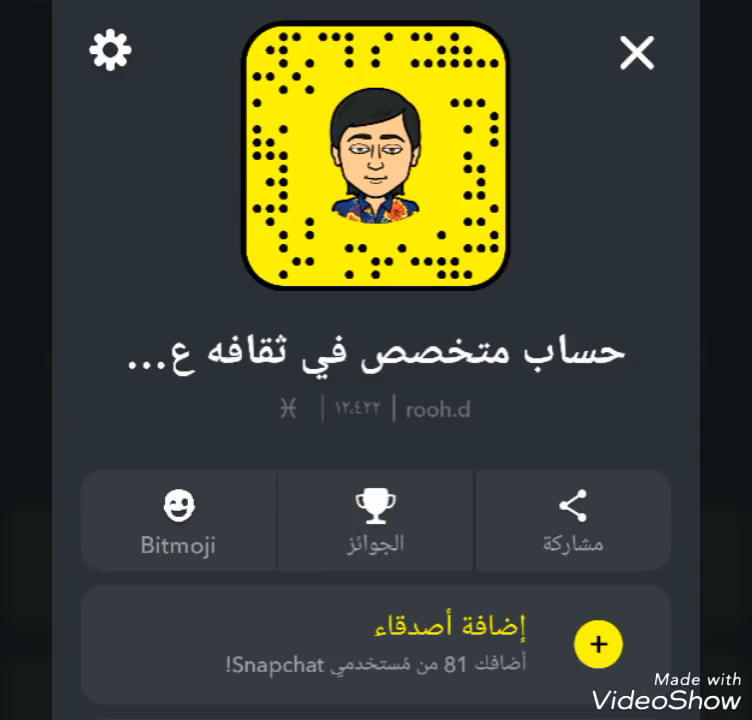 حساب متخصص في ثقافه ع...
rooh.d | ١٢،٤٢٢ | ♓
مشاركة
الجوائز
Bitmoji
إضافة أصدقاء
أضافك 81 من مُستخدمي Snapchat!
Made with
VideoShow